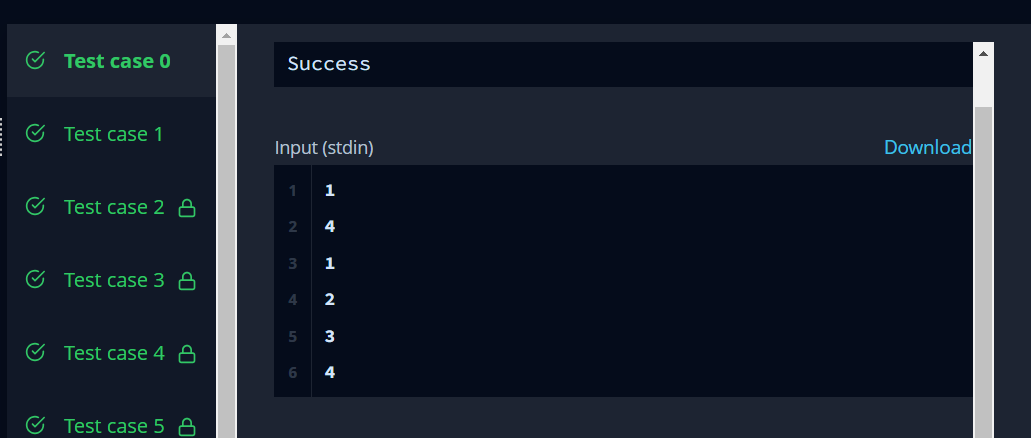 Test case 0
Test case 1
Test case 2
Test case 3
Test case 4
Test case 5
Success
Input (stdin)
Download
1 1
2 4
3 1
4 2
5 3
6 4